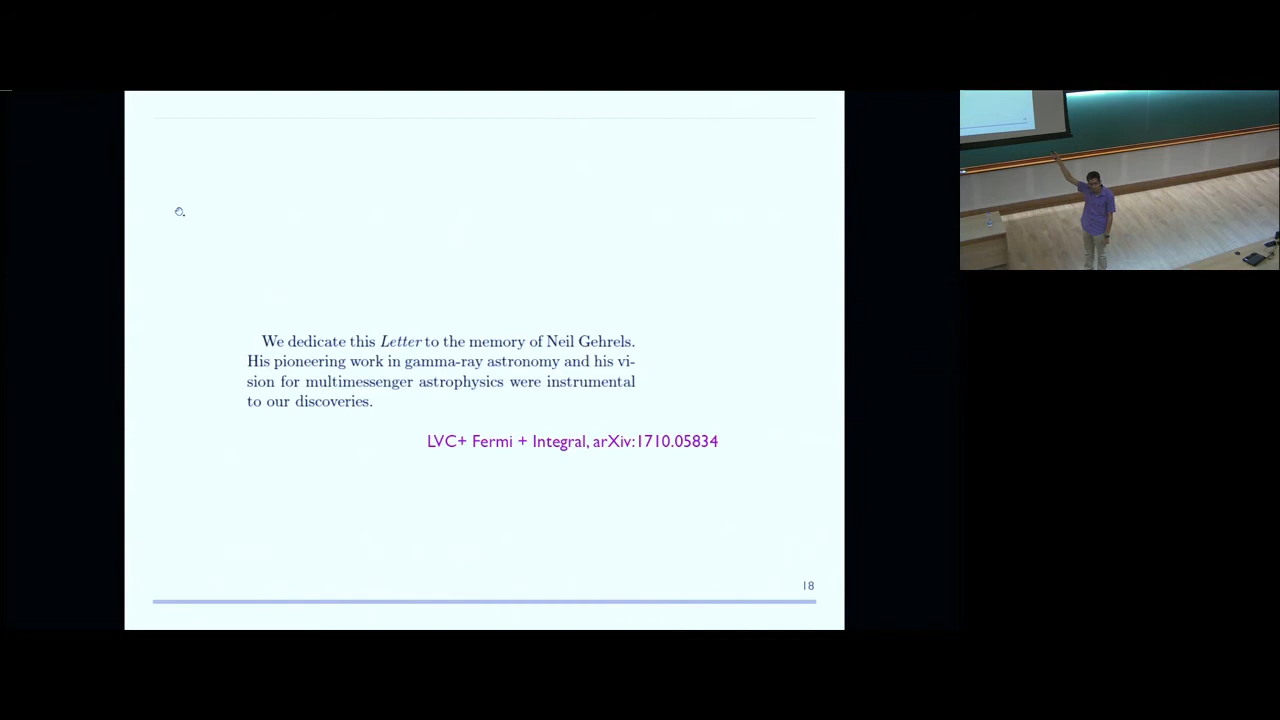 We dedicate this Letter to the memory of Neil Gehrels.
His pioneering work in gamma-ray astronomy and his vi-
sion for multimessenger astrophysics were instrumental
to our discoveries.
LVC+ Fermi + Integral, arXiv:1710.05834
18